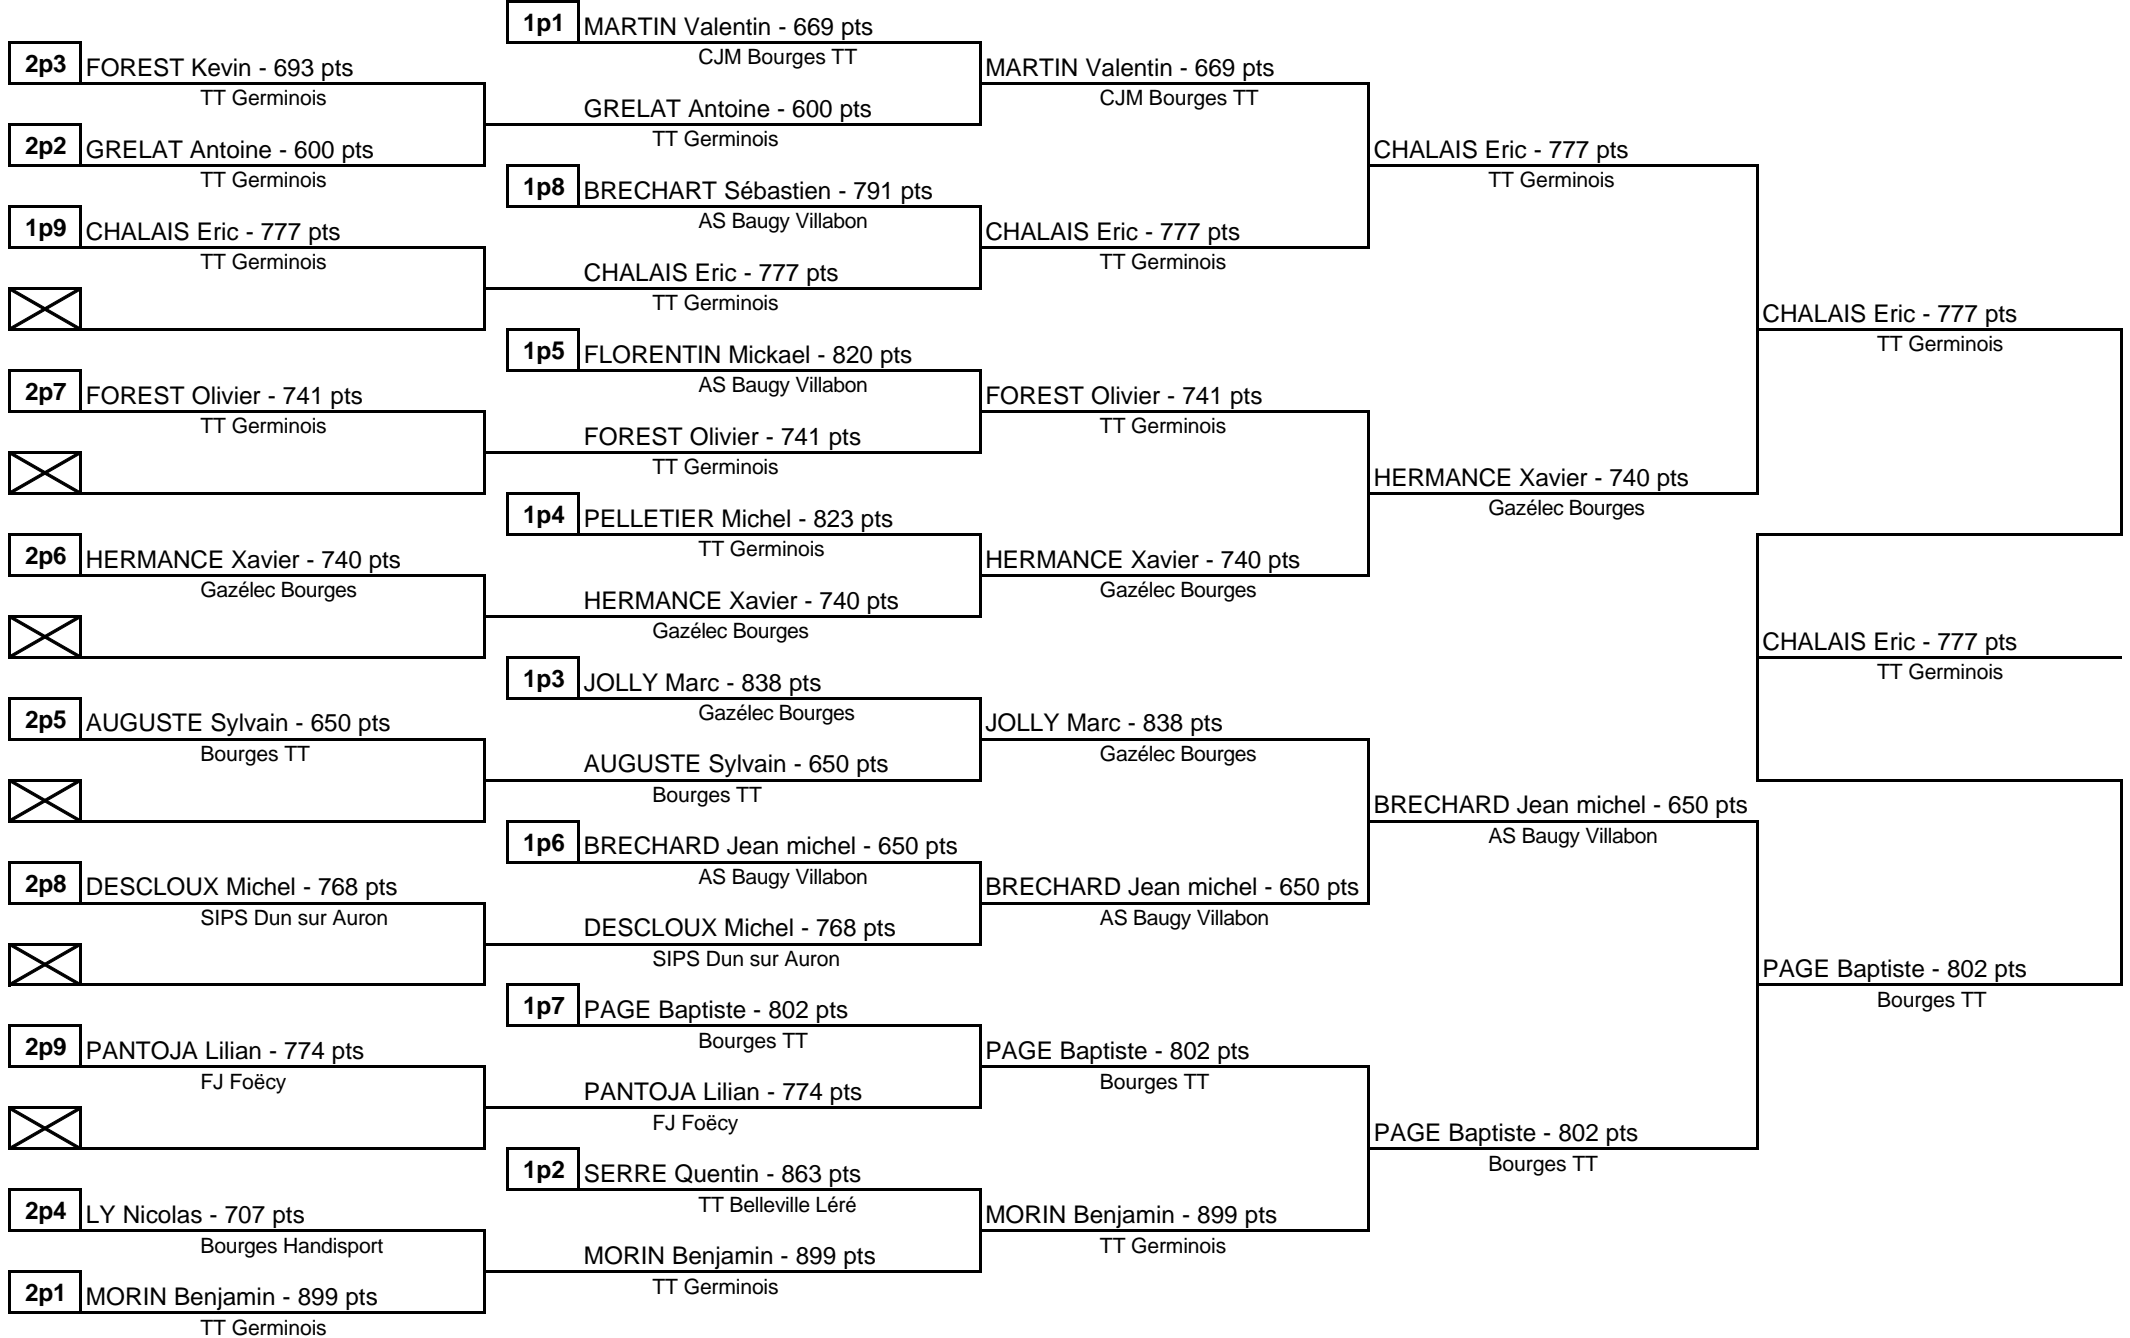 1p1 MARTIN Valentin - 669 pts
CJM Bourges TT
2p3 FOREST Kevin - 693 pts
MARTIN Valentin - 669 pts
TT Germinois
CJM Bourges TT
GRELAT Antoine - 600 pts
TT Germinois
2p2 GRELAT Antoine - 600 pts
CHALAIS Eric - 777 pts
TT Germinois
TT Germinois
1p8 BRECHART Sébastien - 791 pts
AS Baugy Villabon
1p9 CHALAIS Eric - 777 pts
CHALAIS Eric - 777 pts
TT Germinois
TT Germinois
CHALAIS Eric - 777 pts
TT Germinois
CHALAIS Eric - 777 pts
TT Germinois
1p5 FLORENTIN Mickael - 820 pts
AS Baugy Villabon
2p7 FOREST Olivier - 741 pts
FOREST Olivier - 741 pts
TT Germinois
TT Germinois
FOREST Olivier - 741 pts
TT Germinois
HERMANCE Xavier - 740 pts
Gazélec Bourges
1p4 PELLETIER Michel - 823 pts
TT Germinois
2p6 HERMANCE Xavier - 740 pts
HERMANCE Xavier - 740 pts
Gazélec Bourges
Gazélec Bourges
HERMANCE Xavier - 740 pts
Gazélec Bourges
CHALAIS Eric - 777 pts
TT Germinois
1p3 JOLLY Marc - 838 pts
Gazélec Bourges
2p5 AUGUSTE Sylvain - 650 pts
JOLLY Marc - 838 pts
Bourges TT
Gazélec Bourges
AUGUSTE Sylvain - 650 pts
Bourges TT
BRECHARD Jean michel - 650 pts
AS Baugy Villabon
1p6 BRECHARD Jean michel - 650 pts
AS Baugy Villabon
2p8 DESCLOUX Michel - 768 pts
BRECHARD Jean michel - 650 pts
SIPS Dun sur Auron
AS Baugy Villabon
DESCLOUX Michel - 768 pts
SIPS Dun sur Auron
PAGE Baptiste - 802 pts
Bourges TT
1p7 PAGE Baptiste - 802 pts
Bourges TT
2p9 PANTOJA Lilian - 774 pts
PAGE Baptiste - 802 pts
FJ Foëcy
Bourges TT
PANTOJA Lilian - 774 pts
FJ Foëcy
PAGE Baptiste - 802 pts
Bourges TT
1p2 SERRE Quentin - 863 pts
TT Belleville Léré
2p4 LY Nicolas - 707 pts
MORIN Benjamin - 899 pts
Bourges Handisport
TT Germinois
MORIN Benjamin - 899 pts
TT Germinois
2p1 MORIN Benjamin - 899 pts
TT Germinois